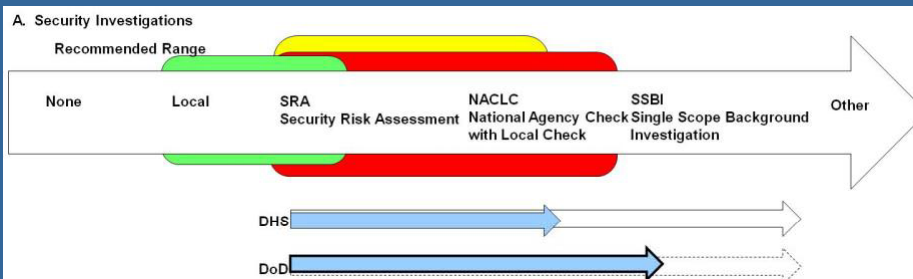 A. Security Investigations
Recommended Range
None
Local
SRA
Security Risk Assessment
NACLC
National Agency Check
with Local Check
SSBI
Single Scope Background
Investigation
Other
DHS
DoD